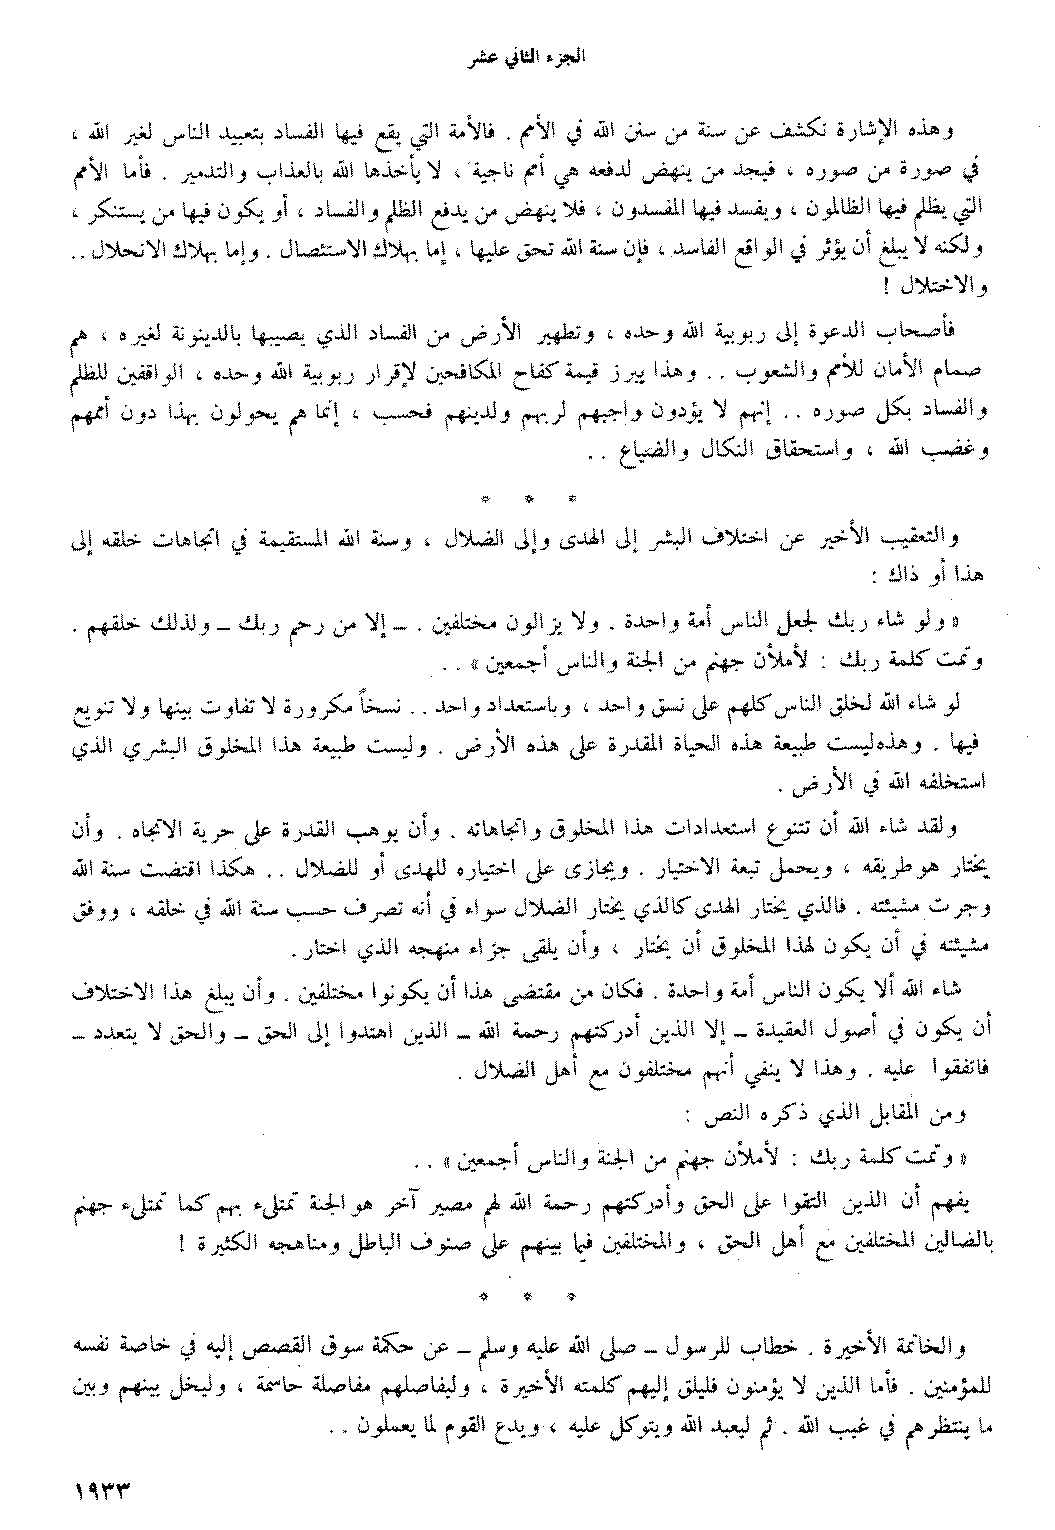 الجزء الثاني عشر
وهذه الإشارة تكشف عن سنة من سنن الله في الأمم . فالأمة التي يقع فيها الفساد بتعبيد الناس لغير الله ،
في صورة من صوره ، فيجد من ينهض لدفعه هي أمم ناجية ، لا يأخذها الله بالعذاب والتدمير . فأما الأمم
التي يظلم فيها الظالمون ، ويفسد فيها المفسدون ، فلا ينهض من يدفع الظلم والفساد ، أو يكون فيها من يستنكر ،
ولكنه لا يبلغ أن يؤثر في الواقع الفاسد ، فإن سنة الله تحق عليها ، إما بهلاك الاستئصال . وإما بهلاك الانحلال ..
والاختلال !
فأصحاب الدعوة إلى ربوبية الله وحده ، وتطهير الأرض من الفساد الذي يصيبها بالدينونة لغيره ، هم
صمام الأمان للأمم والشعوب .. وهذا يبرز قيمة كفاح المكافحين لإقرار ربوبية الله وحده ، الواقفين للظلم
والفساد بكل صوره .. إنهم لا يؤدون واجبهم لربهم ولدينهم فحسب ، إنما هم يحولون بهذا دون أممهم
وغضب الله ، واستحقاق النكال والضياع ..
* * *
والتعقيب الأخير عن اختلاف البشر إلى الهدى وإلى الضلال ، وسنة الله المستقيمة في اتجاهات خلقه إلى
هذا أو ذاك :
« ولو شاء ربك لجعل الناس أمة واحدة . ولا يزالون مختلفين . ــ إلا من رحم ربك ــ ولذلك خلقهم .
وتمت كلمة ربك : لأملأن جهنم من الجنة والناس أجمعين » ..
لو شاء الله لخلق الناس كلهم على نسق واحد ، وباستعداد واحد .. نسخاً مكرورة لا تفاوت بينها ولا تنويع
فيها . وهذه ليست طبيعة هذه الحياة المقدرة على هذه الأرض . وليست طبيعة هذا المخلوق البشري الذي
استخلفه الله في الأرض .
ولقد شاء الله أن تتنوع استعدادات هذا المخلوق واتجاهاته . وأن يوهب القدرة على حرية الاتجاه . وأن
يختار هو طريقه ، ويحمل تبعة الاختيار . ويجازى على اختياره للهدى أو للضلال .. هكذا اقتضت سنة الله
وجرت مشيئته . فالذي يختار الهدى كالذي يختار الضلال سواء في أنه تصرف حسب سنة الله في خلقه ، ووفق
مشيئته في أن يكون لهذا المخلوق أن يختار ، وأن يلقى جزاء منهجه الذي اختار .
شاء الله ألا يكون الناس أمة واحدة . فكان من مقتضى هذا أن يكونوا مختلفين . وأن يبلغ هذا الاختلاف
أن يكون في أصول العقيدة ــ إلا الذين أدركتهم رحمة الله ــ الذين اهتدوا إلى الحق ــ والحق لا يتعدد ــ
فاتفقوا عليه . وهذا لا ينفي أنهم مختلفون مع أهل الضلال .
ومن المقابل الذي ذكره النص :
« وتمت كلمة ربك : لأملأن جهنم من الجنة والناس أجمعين » ..
يفهم أن الذين التقوا على الحق وأدركتهم رحمة الله لهم مصير آخر هو الجنة تمتلىء بهم كما تمتلىء جهنم
بالضالين المختلفين مع أهل الحق ، والمختلفين فيما بينهم على صنوف الباطل ومناهجه الكثيرة !
* * *
والخاتمة الأخيرة . خطاب للرسول ــ صلى الله عليه وسلم ــ عن حكمة سوق القصص إليه في خاصة نفسه
للمؤمنين . فأما الذين لا يؤمنون فليلق إليهم كلمته الأخيرة ، وليفاصلهم مفاصلة حاسمة ، وليخل بينهم وبين
ما ينتظرهم في غيب الله . ثم ليعبد الله ويتوكل عليه ، ويدع القوم لما يعملون ..
١٩٣٣